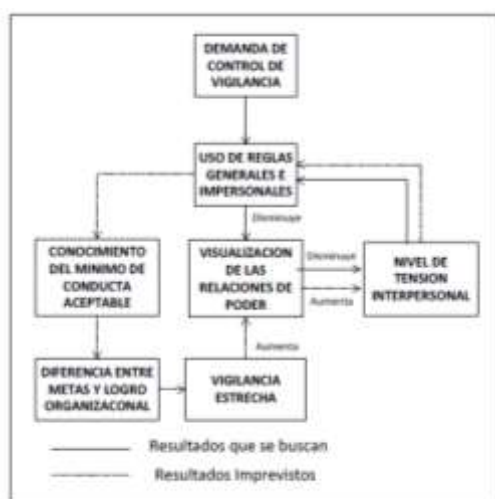 DEMANDA DE
CONTROL DE
VIGILANCIA
USO DE REGLAS
GENERALES E
IMPERSONALES
Disminuye
CONOCIMIENTO
DEL MINIMO DE
CONDUCTA
ACEPTABLE
VISUALIZACION
DE LAS
RELACIONES DE
PODER
Disminuye
Aumenta
NIVEL DE
TENSION
INTERPERSONAL
Aumenta
DIFERENCIA ENTRE
METAS Y LOGRO
ORGANIZACONAL
VIGILANCIA
ESTRECHA
Resultados que se buscan
Resultados Imprevistos